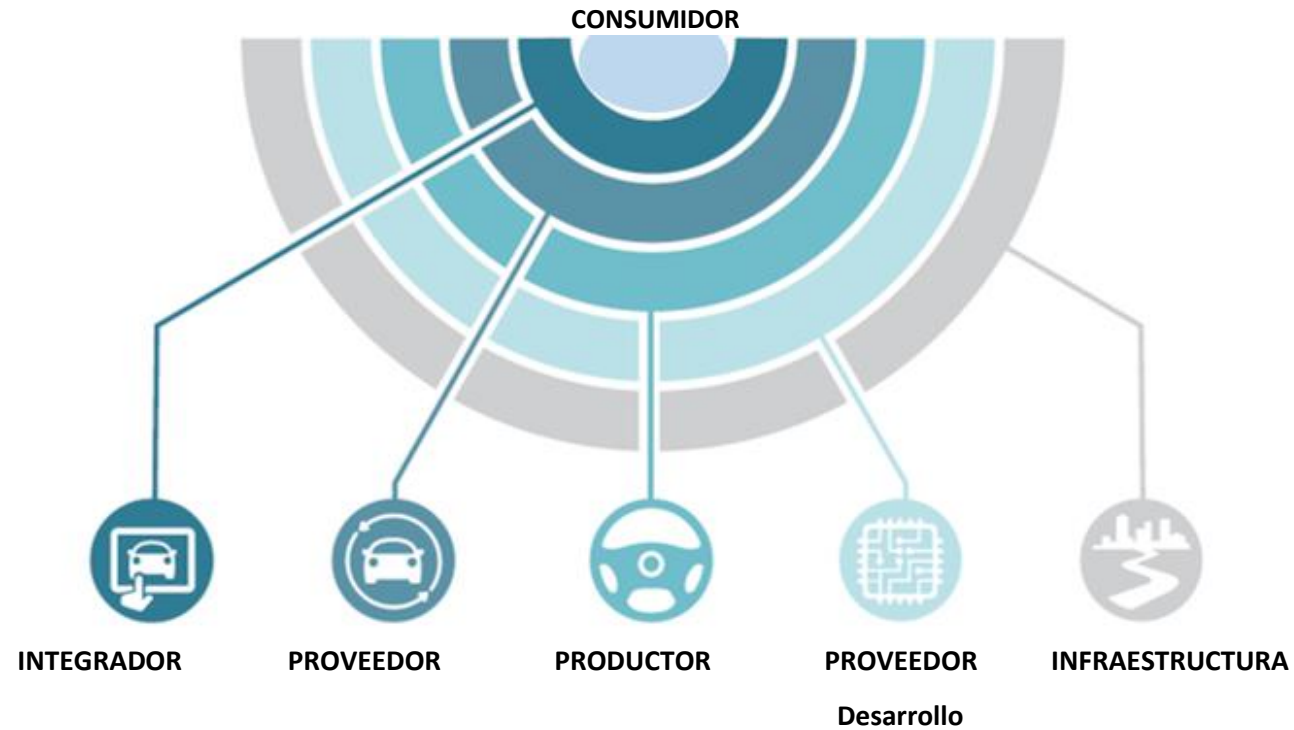 CONSUMIDOR
INTEGRADOR PROVEEDOR PRODUCTOR PROVEEDOR INFRAESTRUCTURA
Desarrollo